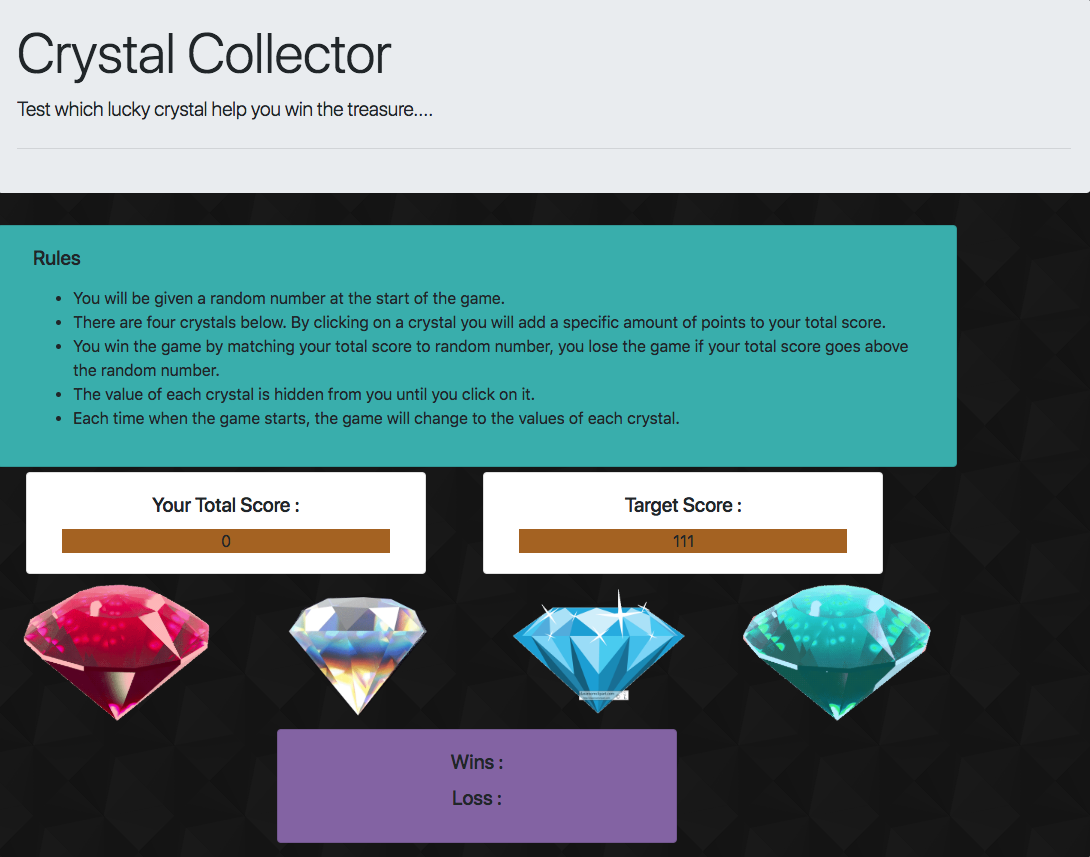 Crystal Collector
Test which lucky crystal help you win the treasure....
Rules
You will be given a random number at the start of the game.
There are four crystals below. By clicking on a crystal you will add a specific amount of points to your total score.
You win the game by matching your total score to random number, you lose the game if your total score goes above
the random number.
The value of each crystal is hidden from you until you click on it.
Each time when the game starts, the game will change to the values of each crystal.
Your Total Score :
0
Target Score :
111
Wins :
Loss :